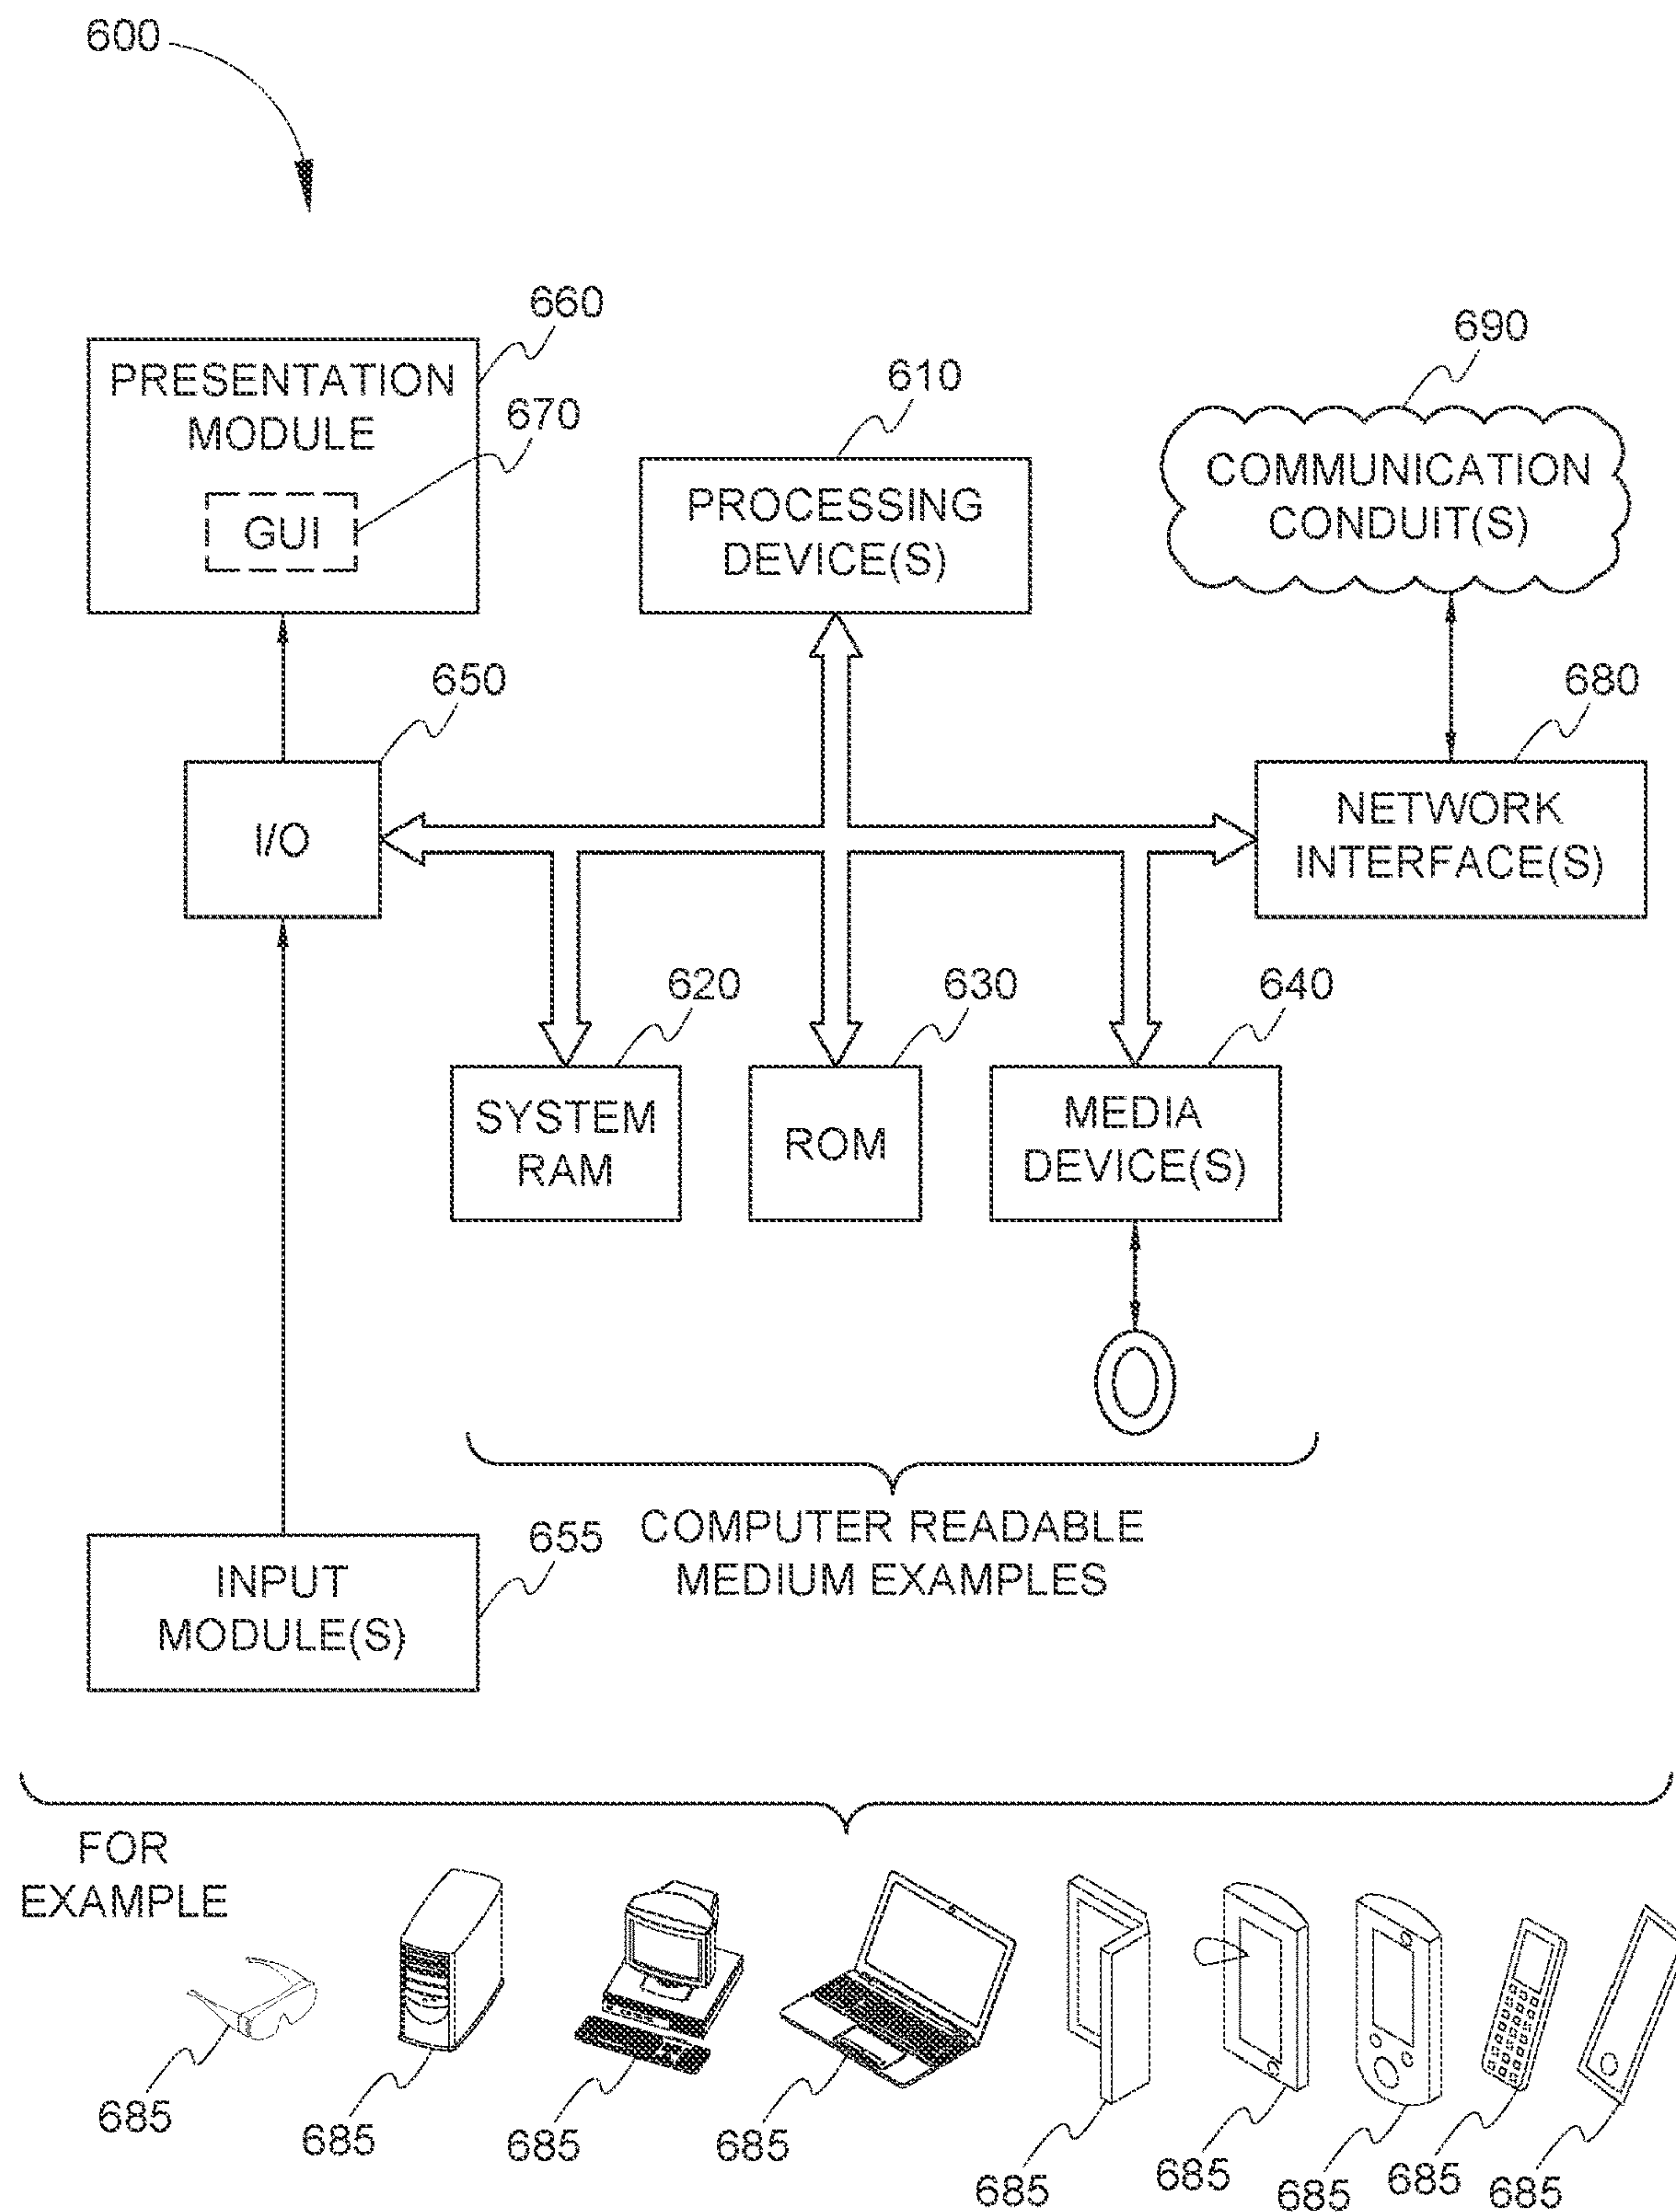 600
660
PRESENTATION
MODULE
670
GUI
610
PROCESSING
DEVICE(S)
690
COMMUNICATION
CONDUIT(S)
650
I/O
680
NETWORK
INTERFACE(S)
620
SYSTEM
RAM
630
ROM
640
MEDIA
DEVICE(S)
COMPUTER READABLE
MEDIUM EXAMPLES
655
INPUT
MODULE(S)
FOR
EXAMPLE
685
685
685
685
685
685
685
685
685